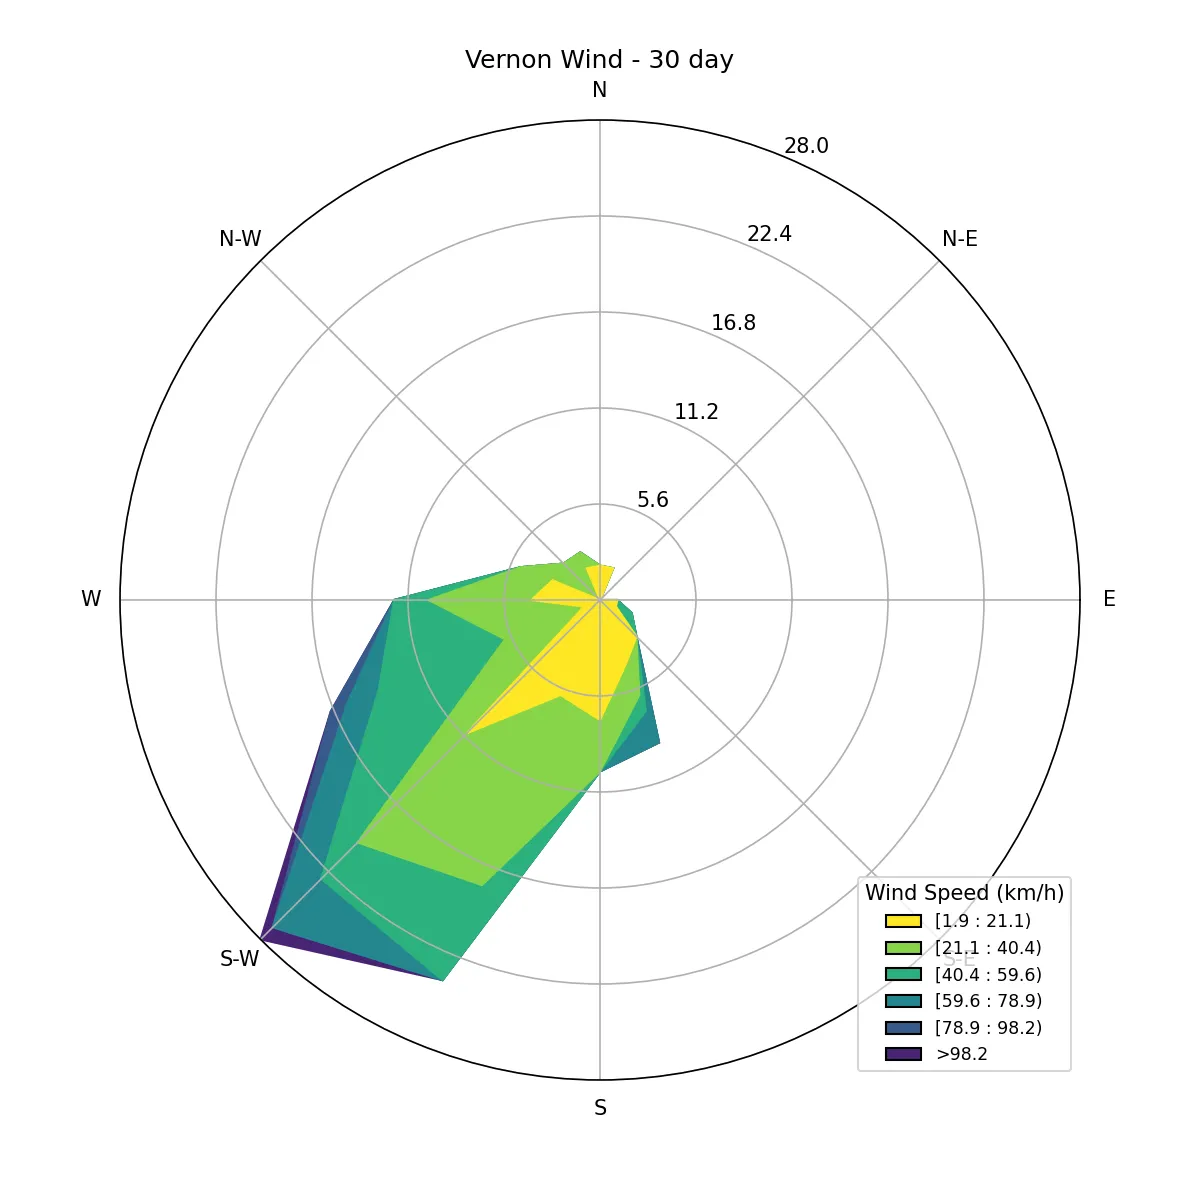 Vernon Wind - 30 day
N
28.0
N-W
22.4
N-E
16.8
11.2
5.6
W
E
S-W
S-E
S
Wind Speed (km/h)
[1.9 : 21.1)
[21.1 : 40.4)
[40.4 : 59.6)
[59.6 : 78.9)
[78.9 : 98.2)
>98.2